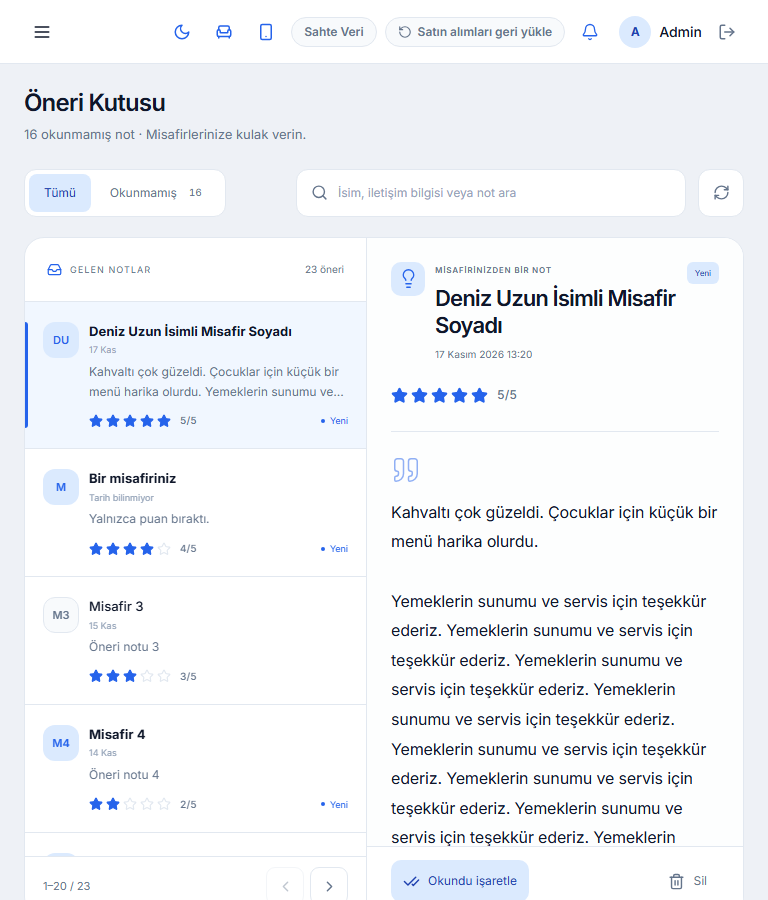 Sahte Veri
Satın alımları geri yükle
A
Admin
Öneri Kutusu
16 okunmamış not · Misafirlerinize kulak verin.
Tümü
Okunmamış 16
İsim, iletişim bilgisi veya not ara
GELEN NOTLAR
23 öneri
DU
Deniz Uzun İsimli Misafir Soyadı
17 Kas
Kahvaltı çok güzeldi. Çocuklar için küçük bir
menü harika olurdu. Yemeklerin sunumu ve...
5/5
Yeni
M
Bir misafiriniz
Tarih bilinmiyor
Yalnızca puan bıraktı.
4/5
Yeni
M3
Misafir 3
15 Kas
Öneri notu 3
3/5
M4
Misafir 4
14 Kas
Öneri notu 4
2/5
Yeni
1–20 / 23
MİSAFİRİNİZDEN BİR NOT
Yeni
Deniz Uzun İsimli Misafir
Soyadı
17 Kasım 2026 13:20
5/5
Kahvaltı çok güzeldi. Çocuklar için küçük bir
menü harika olurdu.
Yemeklerin sunumu ve servis için teşekkür
ederiz. Yemeklerin sunumu ve servis için
teşekkür ederiz. Yemeklerin sunumu ve
servis için teşekkür ederiz. Yemeklerin
sunumu ve servis için teşekkür ederiz.
Yemeklerin sunumu ve servis için teşekkür
ederiz. Yemeklerin sunumu ve servis için
teşekkür ederiz. Yemeklerin sunumu ve
servis için teşekkür ederiz. Yemeklerin
Okundu işaretle
Sil